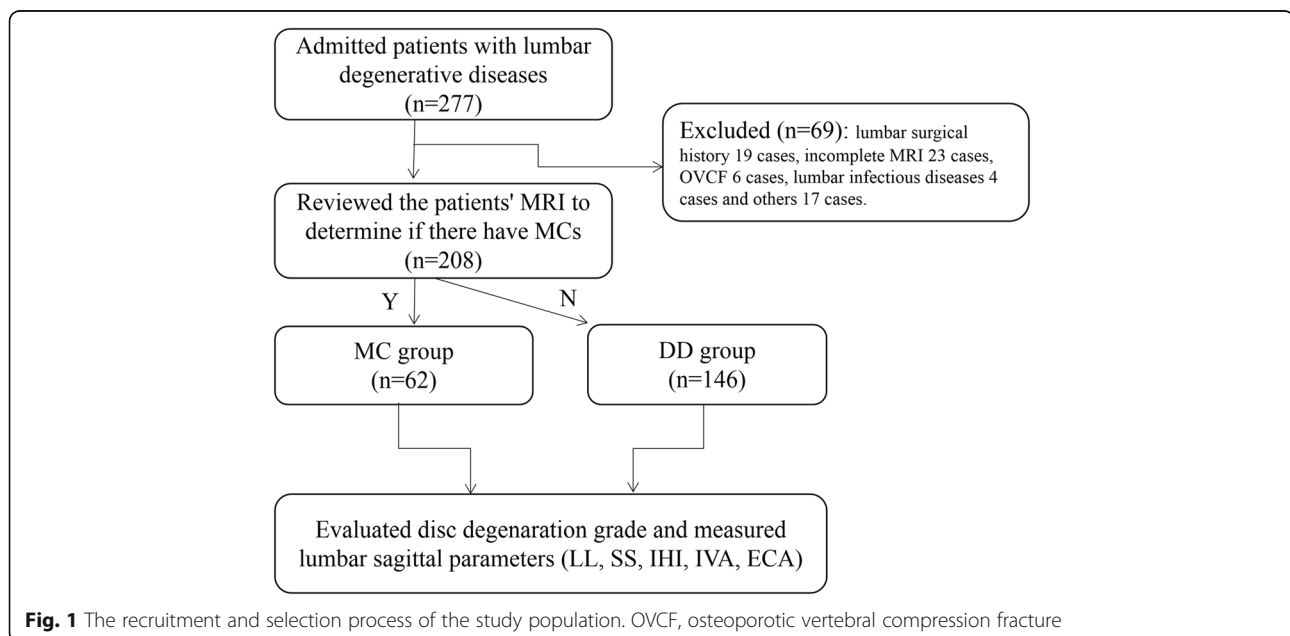 Admitted patients with lumbar
degenerative diseases
(n=277)
Excluded (n=69): lumbar surgical
history 19 cases, incomplete MRI 23 cases,
OVCF 6 cases, lumbar infectious diseases 4
cases and others 17 cases.
Reviewed the patients' MRI to
determine if there have MCs
(n=208)
Y
N
MC group
(n=62)
DD group
(n=146)
Evaluated disc degenaration grade and measured
lumbar sagittal parameters (LL, SS, IHI, IVA, ECA)
Fig. 1 The recruitment and selection process of the study population. OVCF, osteoporotic vertebral compression fracture